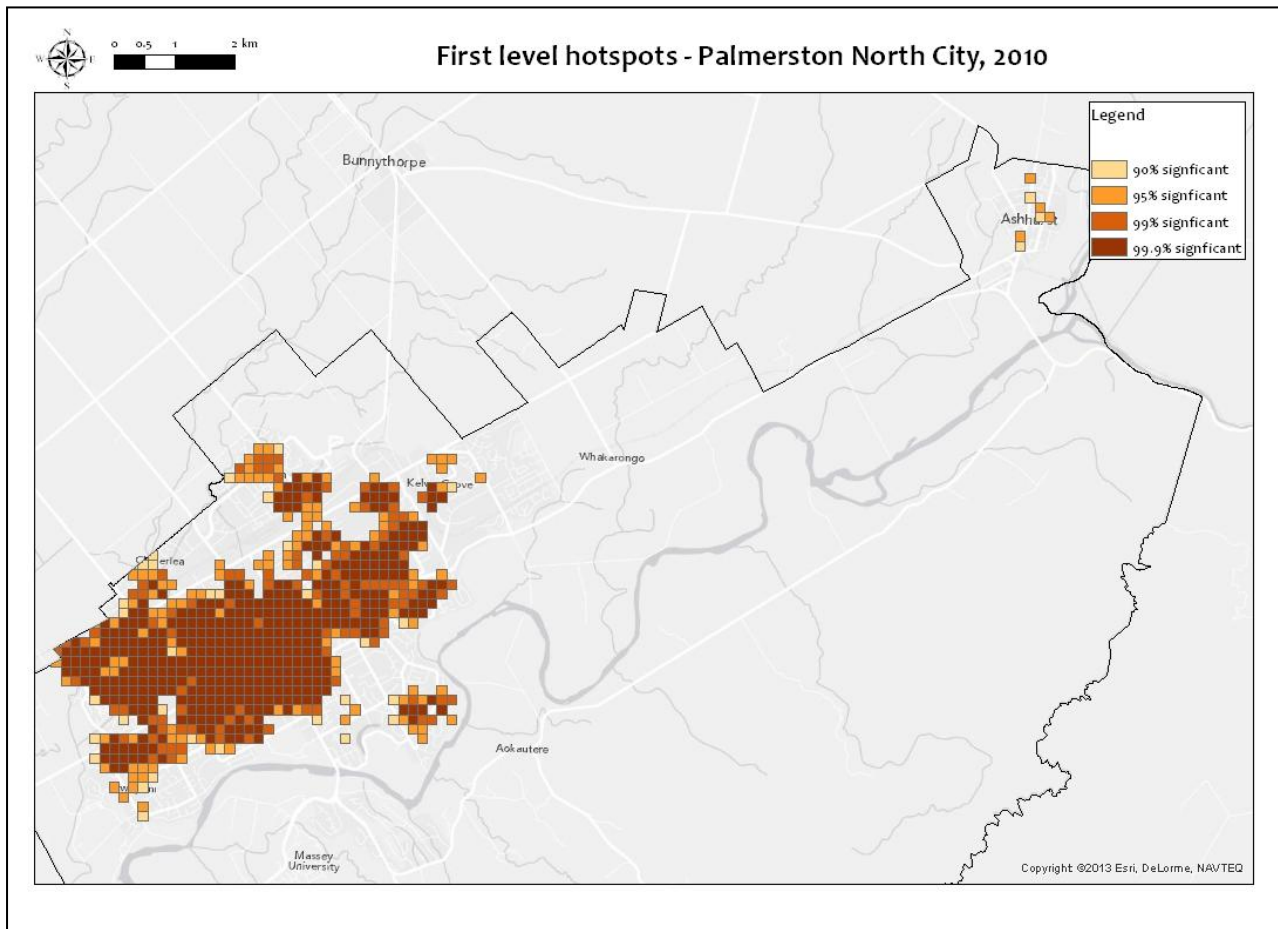 N
W E
S
0 0.5 1 2 km
First level hotspots - Palmerston North City, 2010
Legend
90% signficant
95% signficant
99% signficant
99.9% signficant
Bunnythorpe
Ashhurst
Whakarongo
Aokautere
Massey
University
Copyright ©2013 Esri, DeLorme, NAVTEQ